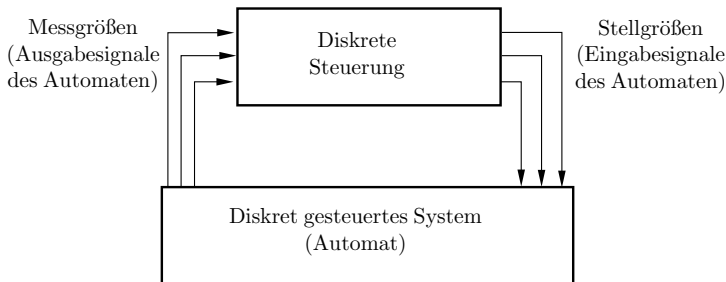 Messgrößen
(Ausgabesignale
des Automaten)
Diskrete
Steuerung
Stellgrößen
(Eingabesignale
des Automaten)
Diskret gesteuertes System
(Automat)